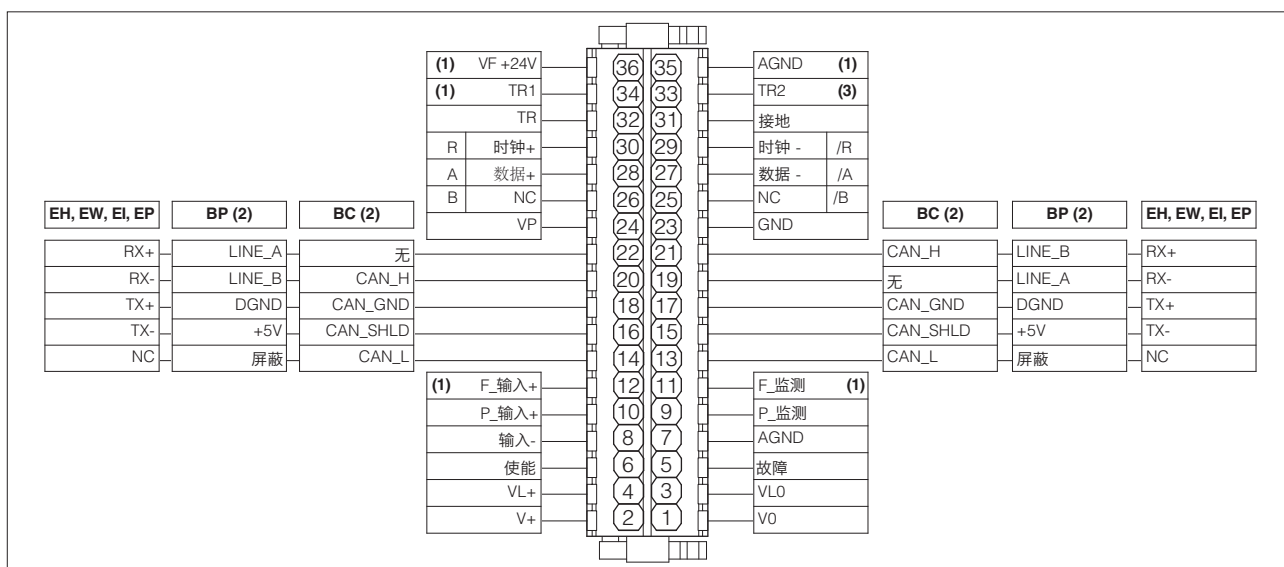 (1) VF +24V 36 35 AGND (1)
(1) TR1 34 33 TR2 (3)
TR 32 31 接地
R 时钟+ 30 29 时钟 - /R
A 数据+ 28 27 数据 - /A
B NC 26 25 NC /B
EH, EW, EI, EP BP (2) BC (2) VP 24 23 GND BC (2) BP (2) EH, EW, EI, EP
RX+ LINE_A 无 22 21 CAN_H LINE_B RX+
RX- LINE_B CAN_H 20 19 无 LINE_A RX-
TX+ DGND CAN_GND 18 17 CAN_GND DGND TX+
TX- +5V CAN_SHLD 16 15 CAN_SHLD +5V TX-
NC 屏蔽 CAN_L 14 13 CAN_L 屏蔽 NC
(1) F_输入+ 12 11 F_监测 (1)
P_输入+ 10 9 P_监测
输入- 8 7 AGND
使能 6 5 故障
VL+ 4 3 VL0
V+ 2 1 V0